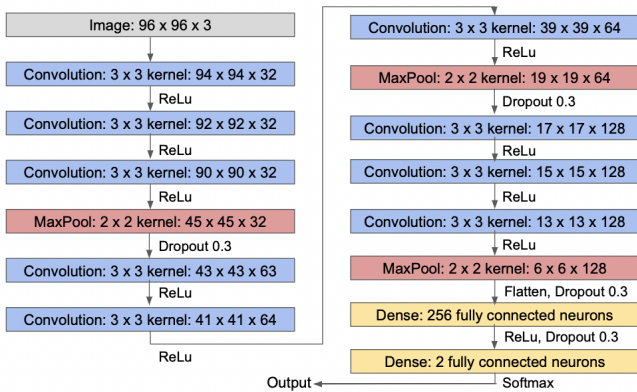 Image: 96 x 96 x 3
Convolution: 3 x 3 kernel: 94 x 94 x 32
ReLu
Convolution: 3 x 3 kernel: 92 x 92 x 32
ReLu
Convolution: 3 x 3 kernel: 90 x 90 x 32
ReLu
MaxPool: 2 x 2 kernel: 45 x 45 x 32
Dropout 0.3
Convolution: 3 x 3 kernel: 43 x 43 x 63
ReLu
Convolution: 3 x 3 kernel: 41 x 41 x 64
ReLu
Convolution: 3 x 3 kernel: 39 x 39 x 64
ReLu
MaxPool: 2 x 2 kernel: 19 x 19 x 64
Dropout 0.3
Convolution: 3 x 3 kernel: 17 x 17 x 128
ReLu
Convolution: 3 x 3 kernel: 15 x 15 x 128
ReLu
Convolution: 3 x 3 kernel: 13 x 13 x 128
ReLu
MaxPool: 2 x 2 kernel: 6 x 6 x 128
Flatten, Dropout 0.3
Dense: 256 fully connected neurons
ReLu, Dropout 0.3
Dense: 2 fully connected neurons
Softmax
Output